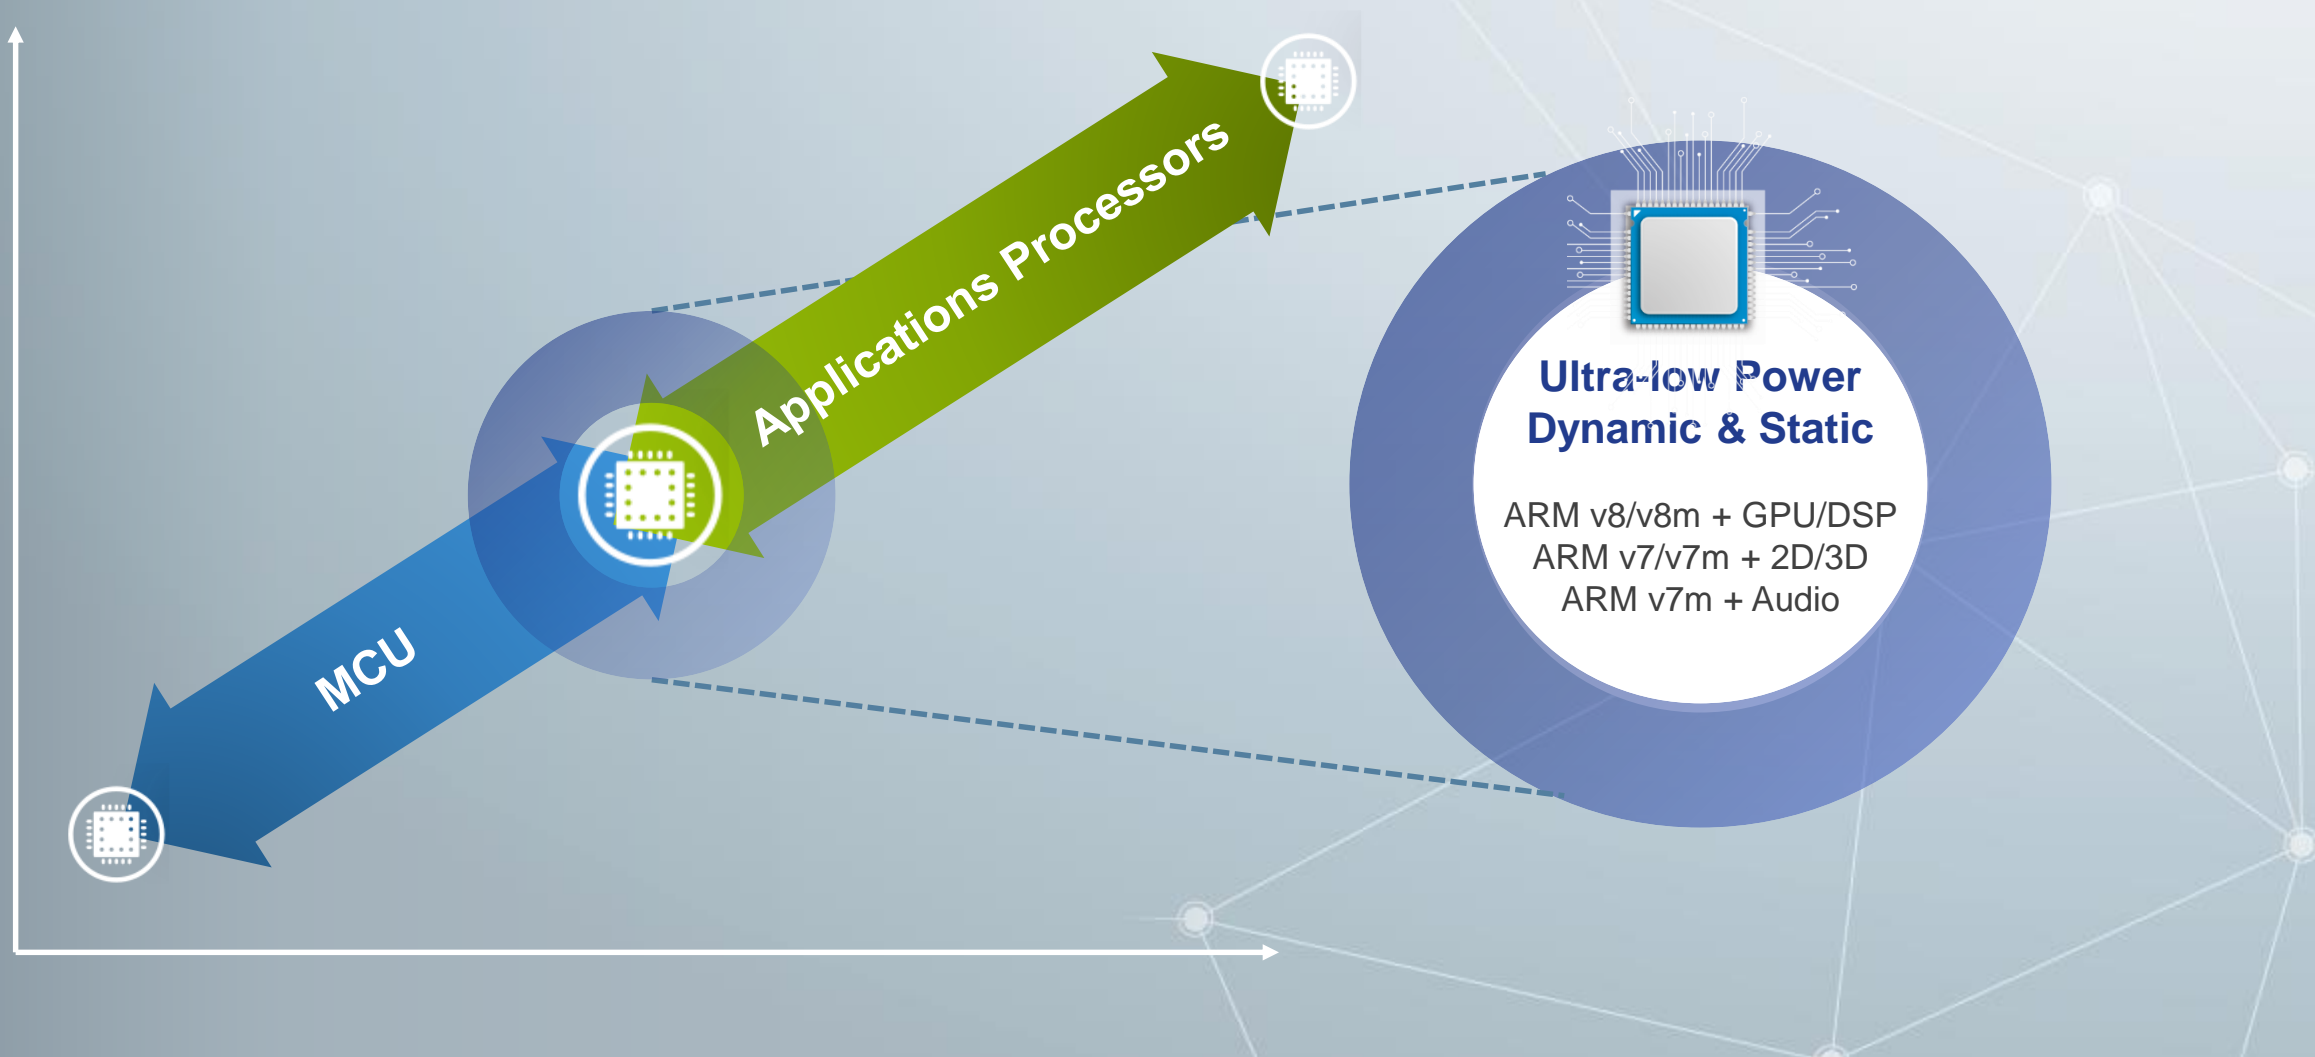 Applications Processors
MCU
Ultra-low Power
Dynamic & Static
ARM v8/v8m + GPU/DSP
ARM v7/v7m + 2D/3D
ARM v7m + Audio